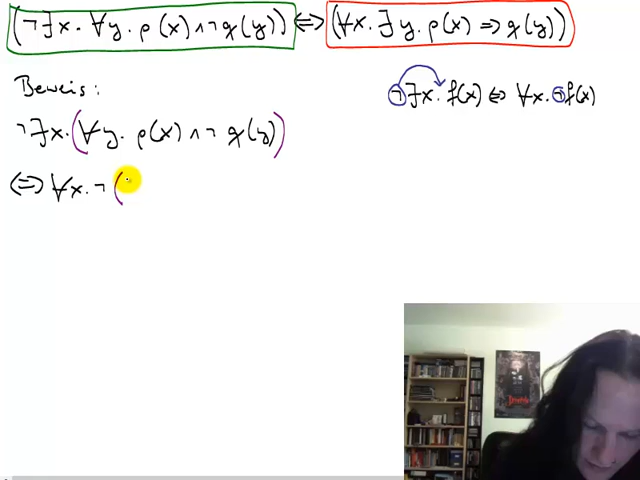 (¬∃x. ∀y. p(x) ∧ ¬q(y)) ⇔ (∀x. ∃y. p(x) ⇒ q(y))
Beweis:
¬∃x. f(x) ⇔ ∀x. ¬f(x)
¬∃x. (∀y. p(x) ∧ ¬ q(y))
⇔ ∀x. ¬ (